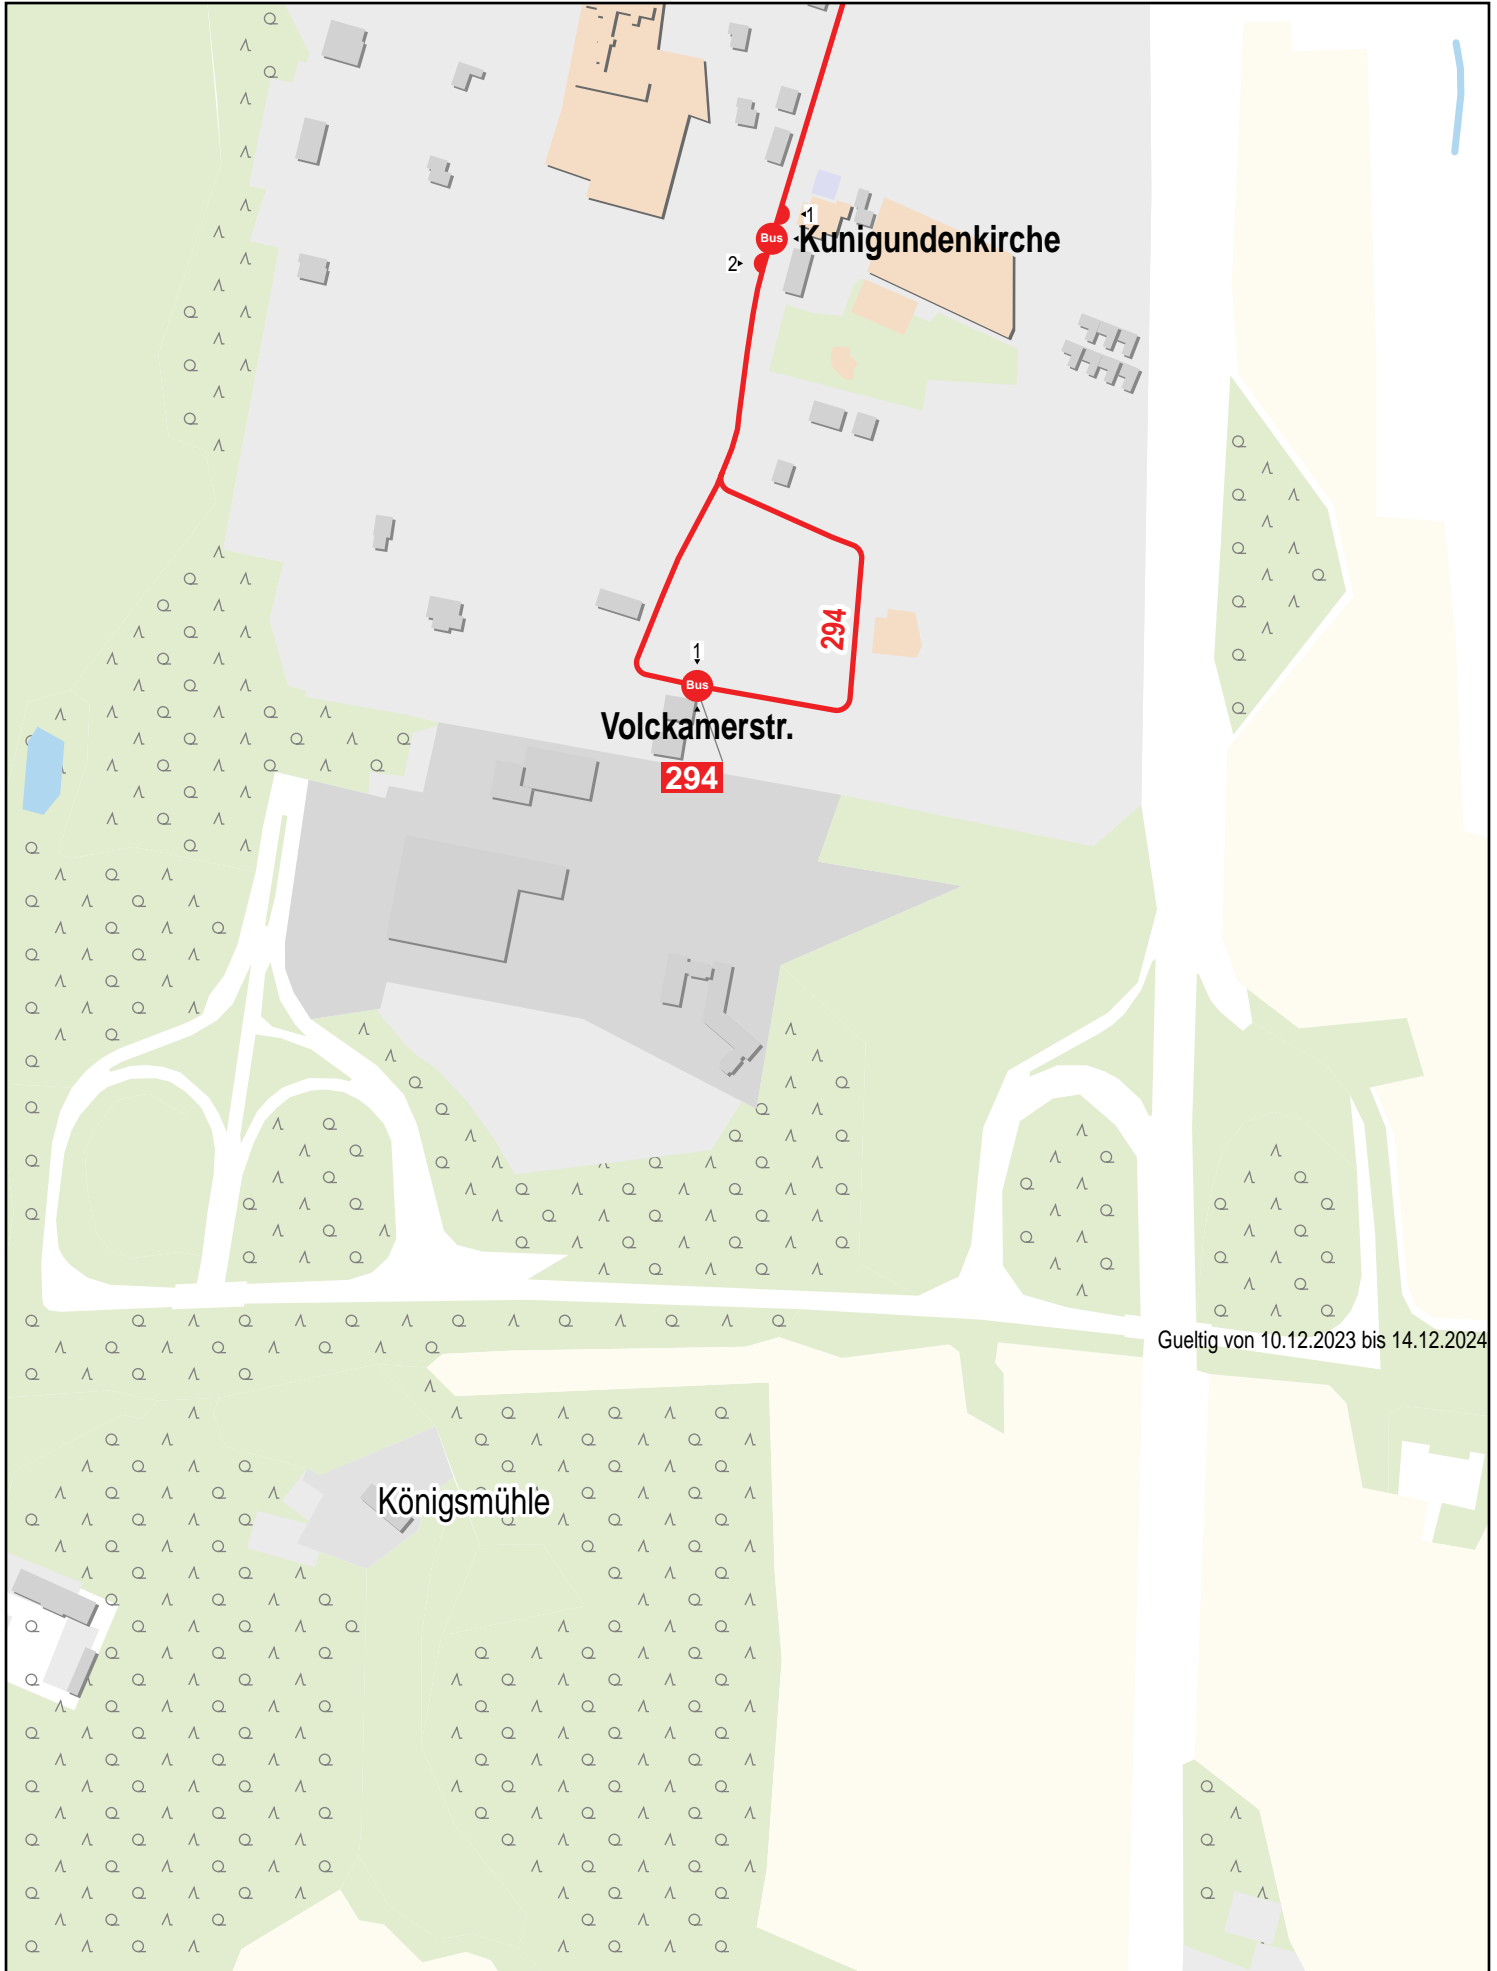 1
Bus
Kunigundenkirche
2
294
1
Bus
Volckamerstr.
294
Gueltig von 10.12.2023 bis 14.12.2024
Königsmühle